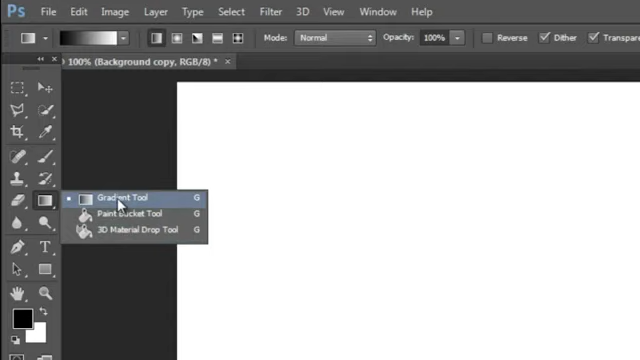 Ps File Edit Image Layer Type Select Filter 3D View Window Help
Mode: Normal Opacity: 100% Reverse Dither
100% (Background copy, RGB/8) * ×
Gradient Tool G
Paint Bucket Tool G
3D Material Drop Tool G
T